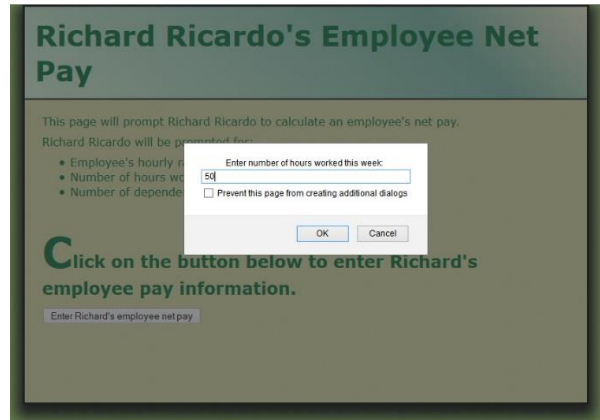 Richard Ricardo's Employee Net
Pay
This page will prompt Richard Ricardo to calculate an employee's net pay.
Richard Ricardo will be prompted for:
• Employee's hourly r
• Number of hours wo
• Number of depende
Enter number of hours worked this week:
50
Prevent this page from creating additional dialogs
OK Cancel
Click on the button below to enter Richard's
employee pay information.
Enter Richard's employee net pay